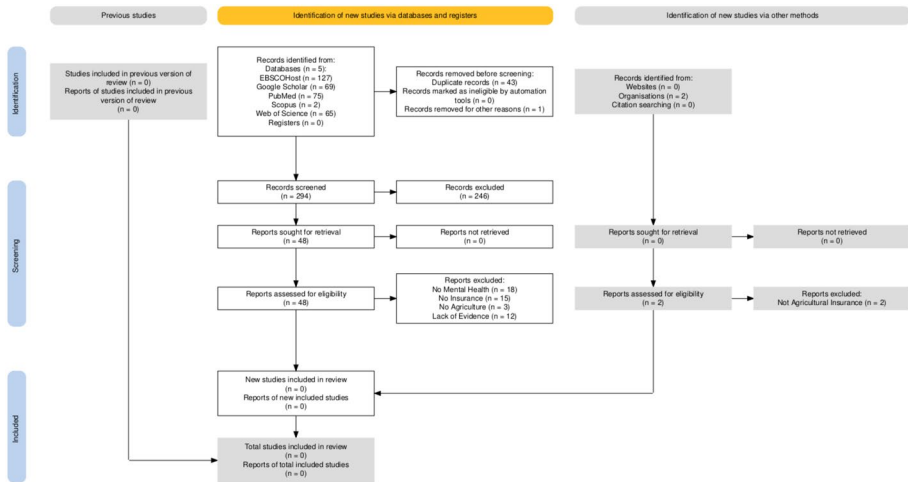 Previous studies
Identification of new studies via databases and registers
Identification of new studies via other methods
Identification
Studies included in previous version of
review (n = 0)
Reports of studies included in previous
version of review
(n = 0)
Records identified from:
Databases (n = 5):
EBSCOHost (n = 127)
Google Scholar (n = 69)
PubMed (n = 75)
Scopus (n = 2)
Web of Science (n = 65)
Registers (n = 0)
Records removed before screening:
Duplicate records (n = 43)
Records marked as ineligible by automation
tools (n = 0)
Records removed for other reasons (n = 1)
Records identified from:
Websites (n = 0)
Organisations (n = 2)
Citation searching (n = 0)
Screening
Records screened
(n = 294)
Records excluded
(n = 246)
Reports sought for retrieval
(n = 48)
Reports not retrieved
(n = 0)
Reports sought for retrieval
(n = 0)
Reports not retrieved
(n = 0)
Reports assessed for eligibility
(n = 48)
Reports excluded:
No Mental Health (n = 18)
No Insurance (n = 15)
No Agriculture (n = 3)
Lack of Evidence (n = 12)
Reports assessed for eligibility
(n = 2)
Reports excluded:
Not Agricultural Insurance (n = 2)
Included
New studies included in review
(n = 0)
Reports of new included studies
(n = 0)
Total studies included in review
(n = 0)
Reports of total included studies
(n = 0)